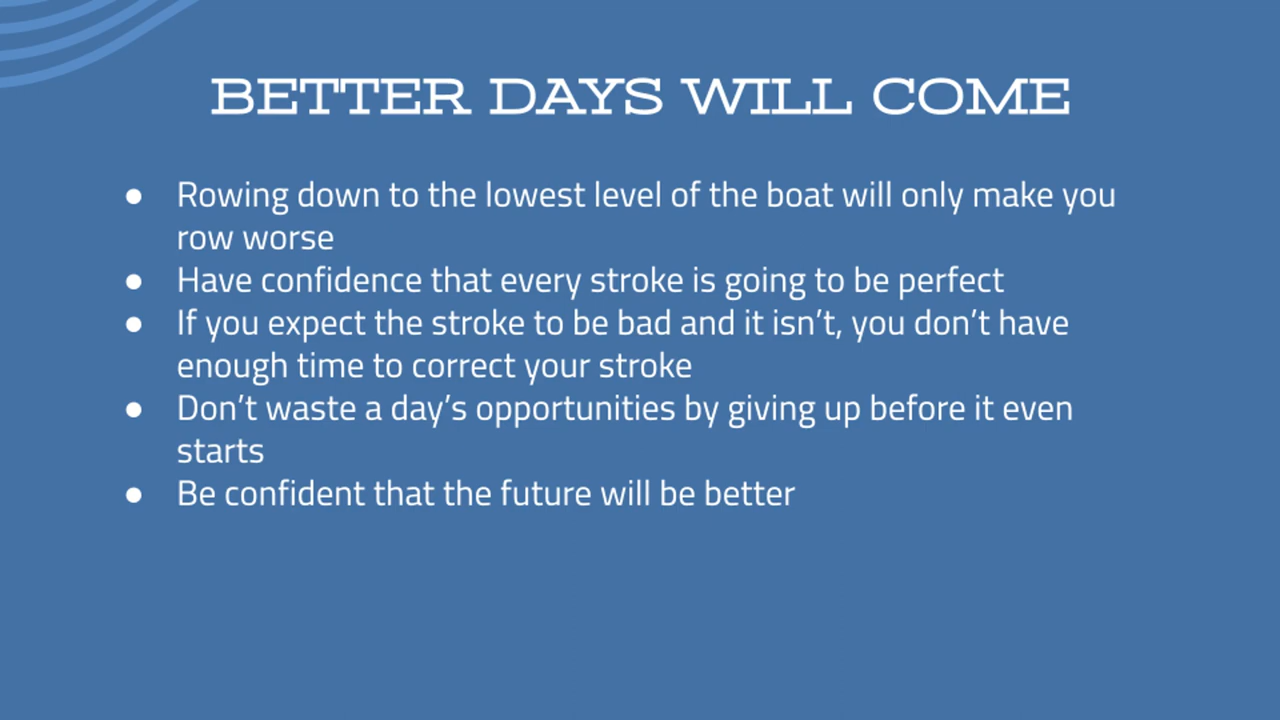 BETTER DAYS WILL COME
● Rowing down to the lowest level of the boat will only make you
row worse
● Have confidence that every stroke is going to be perfect
● If you expect the stroke to be bad and it isn’t, you don’t have
enough time to correct your stroke
● Don’t waste a day’s opportunities by giving up before it even
starts
● Be confident that the future will be better